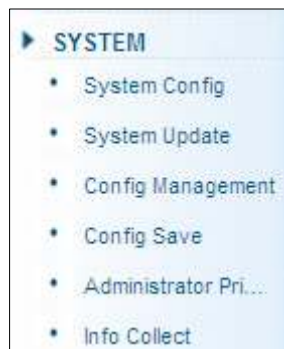 SYSTEM
System Config
System Update
Config Management
Config Save
Administrator Pri...
Info Collect